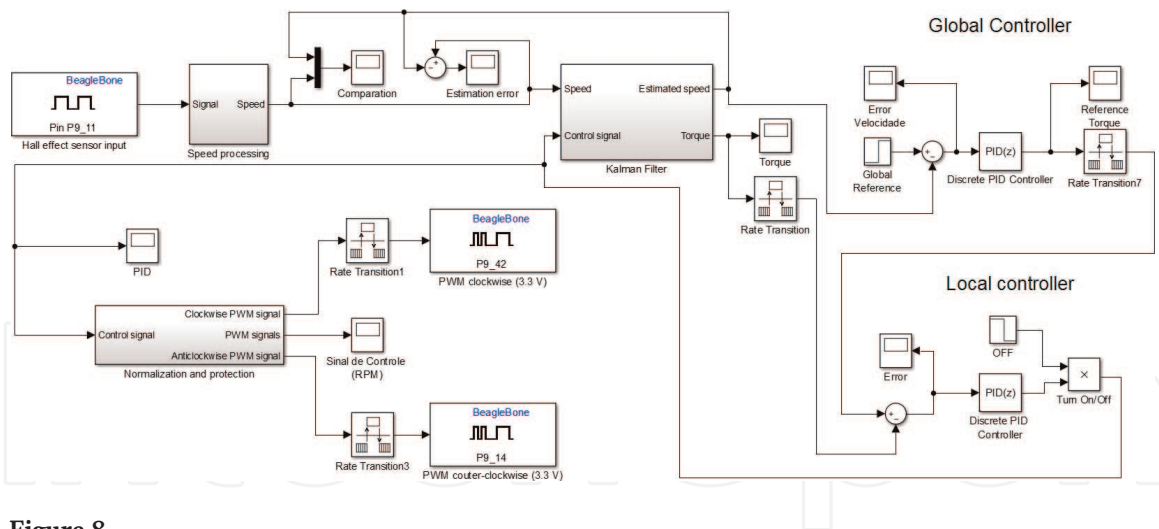 Global Controller
BeagleBone
Pin P9_11
Hall effect sensor input
Signal
Speed
Speed processing
Comparation
Estimation error
Speed
Control signal
Estimated speed
Torque
Kalman Filter
Torque
Rate Transition
Error
Velocidade
Global
Reference
PID(z)
Discrete PID Controller
Reference
Torque
Rate Transition7
PID
Rate Transition1
BeagleBone
P9_42
PWM clockwise (3.3 V)
Control signal
Clockwise PWM signal
PWM signals
Anticlockwise PWM signal
Normalization and protection
Sinal de Controle
(RPM)
Rate Transition3
BeagleBone
P9_14
PWM couter-clockwise (3.3 V)
Local controller
OFF
Error
PID(z)
Discrete PID
Controller
×
Turn On/Off
Figure 8